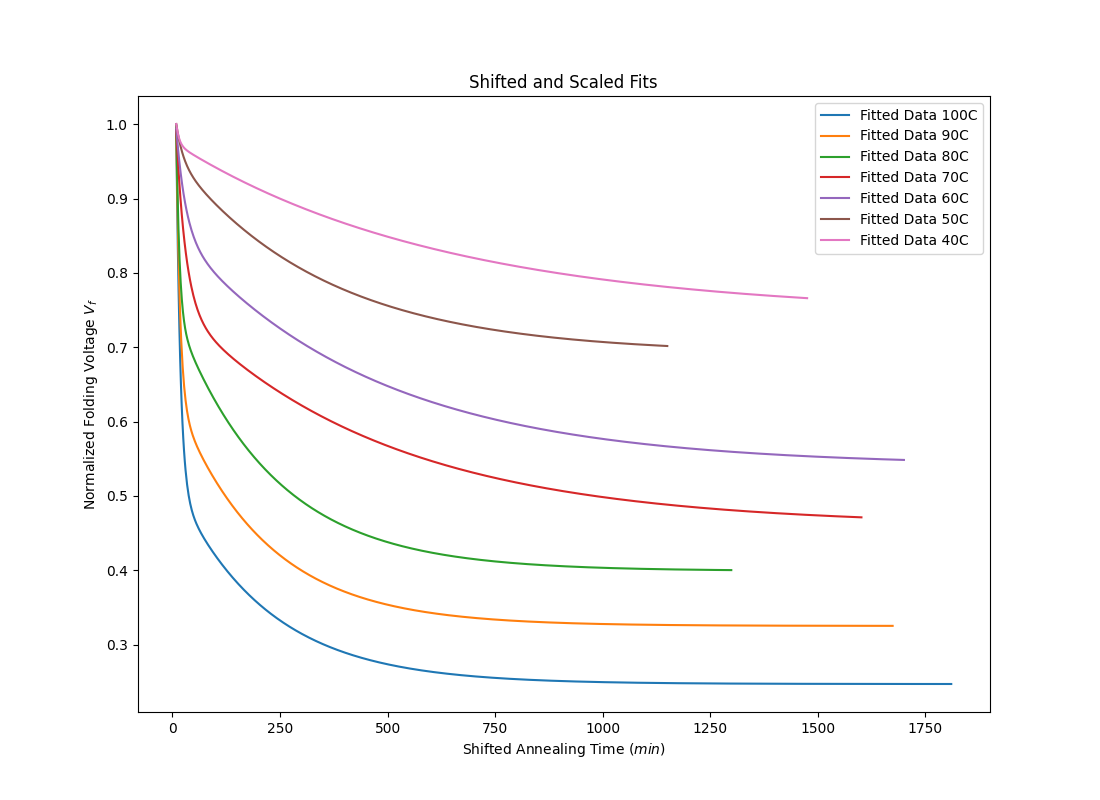 Shifted and Scaled Fits
Fitted Data 100C
Fitted Data 90C
Fitted Data 80C
Fitted Data 70C
Fitted Data 60C
Fitted Data 50C
Fitted Data 40C
Normalized Folding Voltage V_f
1.0
0.9
0.8
0.7
0.6
0.5
0.4
0.3
0 250 500 750 1000 1250 1500 1750
Shifted Annealing Time (min)